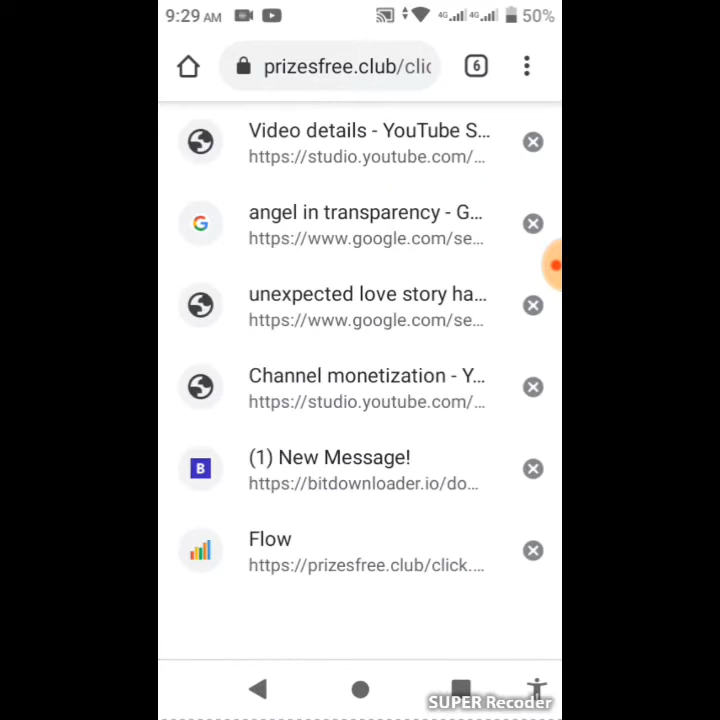 9:29 AM 4G 4G 50%
prizesfree.club/clic 6
Video details - YouTube S...
https://studio.youtube.com/...
angel in transparency - G...
https://www.google.com/se...
unexpected love story ha...
https://www.google.com/se...
Channel monetization - Y...
https://studio.youtube.com/...
B
(1) New Message!
https://bitdownloader.io/do...
Flow
https://prizesfree.club/click....
SUPER Recoder